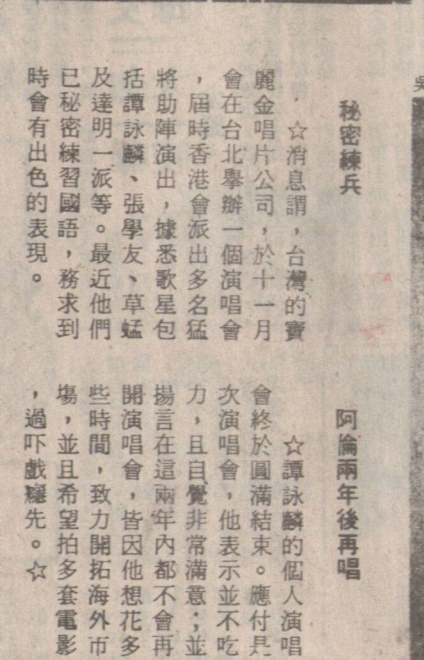 秘密練兵
☆消息謂，台灣的寶
麗金唱片公司，於十一月
會在台北舉辦一個演唱會
，屆時香港會派出多名猛
將助陣演出，據悉歌星包
括譚詠麟、張學友、草蜢
及達明一派等。最近他們
已秘密練習國語，務求到
時會有出色的表現。
阿倫兩年後再唱
☆譚詠麟的個人演唱
會終於圓滿結束。應付是
次演唱會，他表示並不吃
力，且自覺非常滿意；並
揚言在這兩年內都不會再
開演唱會，皆因他想花多
些時間，致力開拓海外市
場，並且希望拍多套電影
，過吓戲癮先。☆